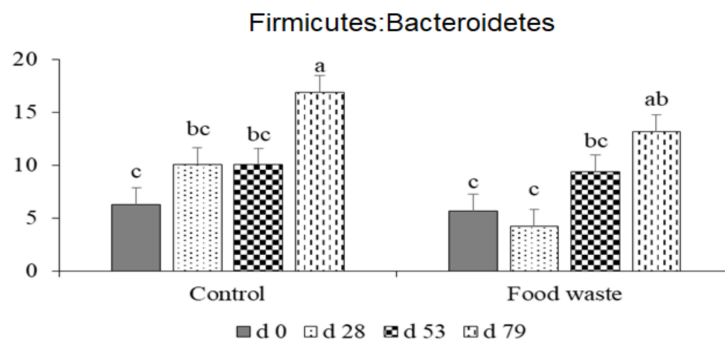 Firmicutes:Bacteroidetes
20
a
ab
15
bc bc
bc
10
c
c c
5
0
Control Food waste
d 0 d 28 d 53 d 79